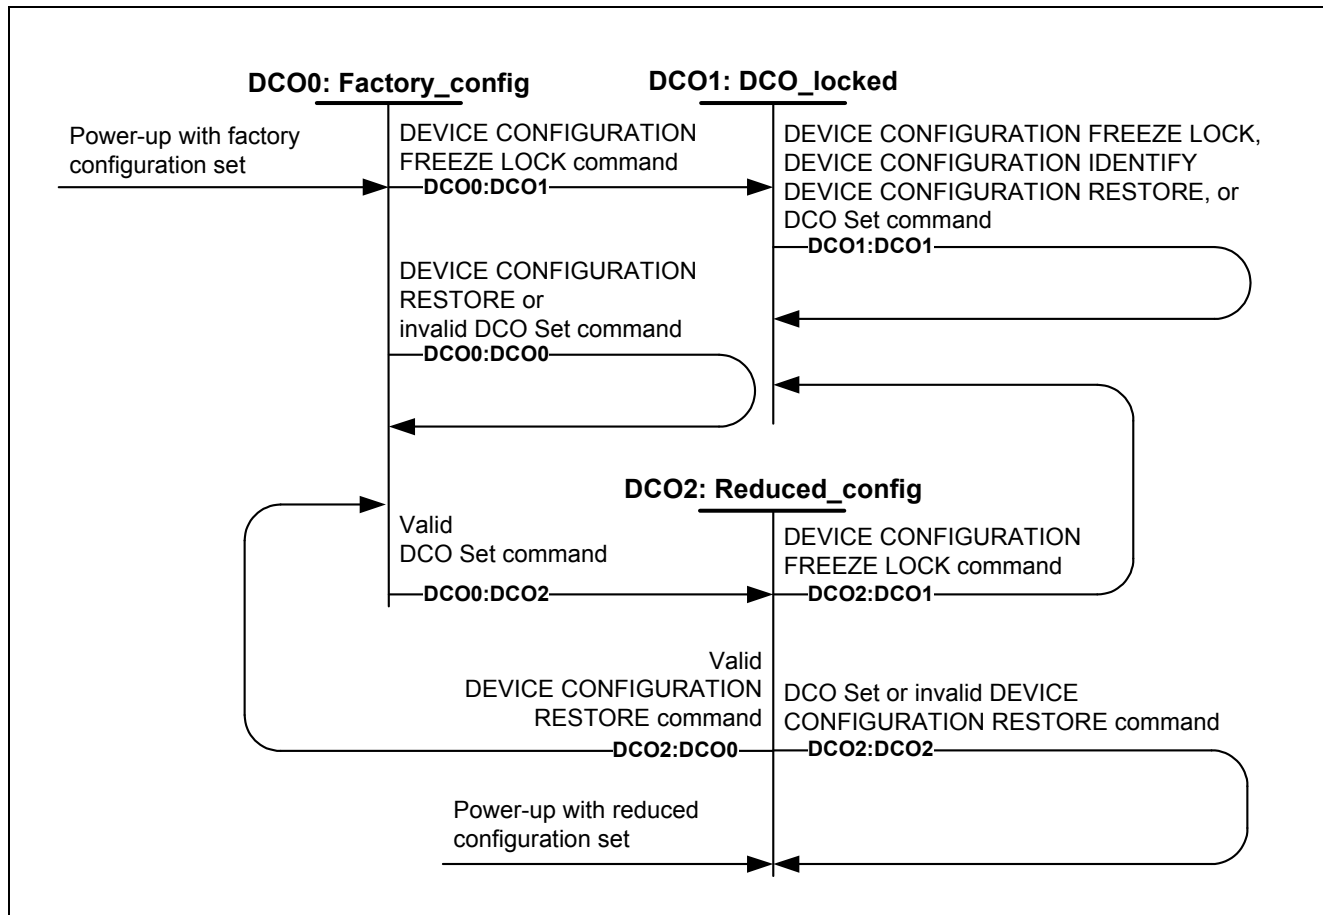 DCO0: Factory_config
DCO1: DCO_locked
Power-up with factory
configuration set
DEVICE CONFIGURATION
FREEZE LOCK command
DCO0:DCO1
DEVICE CONFIGURATION FREEZE LOCK,
DEVICE CONFIGURATION IDENTIFY
DEVICE CONFIGURATION RESTORE, or
DCO Set command
DCO1:DCO1
DEVICE CONFIGURATION
RESTORE or
invalid DCO Set command
DCO0:DCO0
DCO2: Reduced_config
Valid
DCO Set command
DCO0:DCO2
DEVICE CONFIGURATION
FREEZE LOCK command
DCO2:DCO1
Valid
DEVICE CONFIGURATION
RESTORE command
DCO2:DCO0
DCO Set or invalid DEVICE
CONFIGURATION RESTORE command
DCO2:DCO2
Power-up with reduced
configuration set